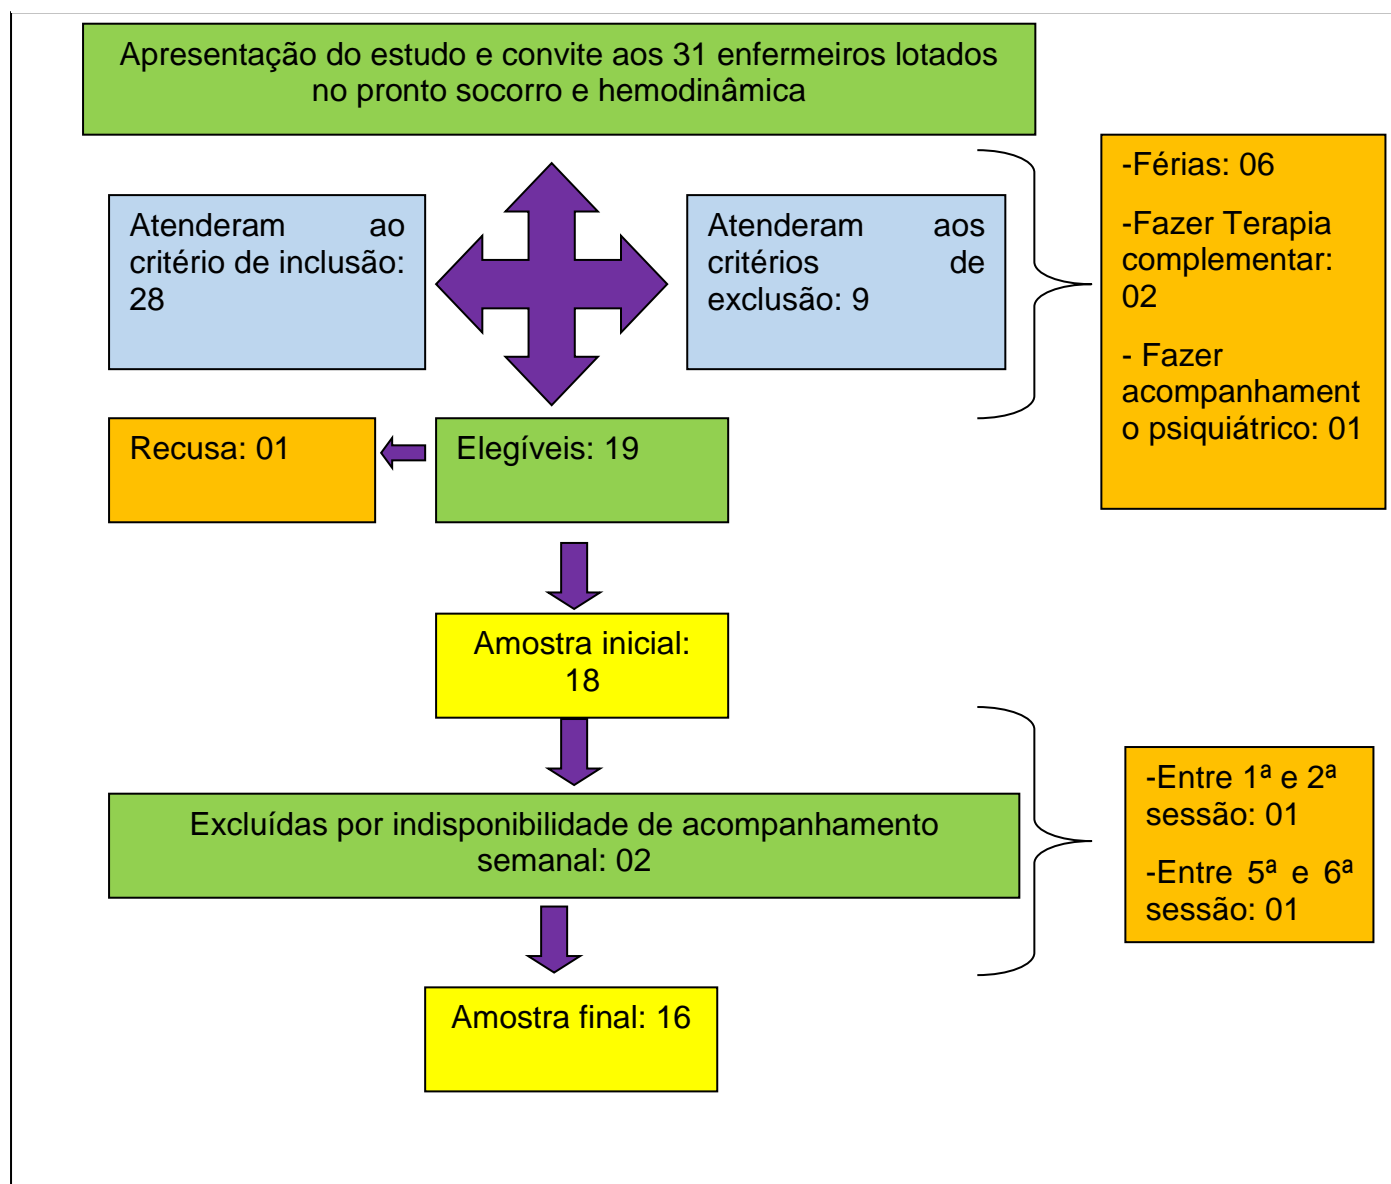 Apresentação do estudo e convite aos 31 enfermeiros lotados
no pronto socorro e hemodinâmica
Atenderam ao
critério de inclusão:
28
Atenderam aos
critérios de
exclusão: 9
-Férias: 06
-Fazer Terapia
complementar:
02
- Fazer
acompanhament
o psiquiátrico: 01
Recusa: 01
Elegíveis: 19
Amostra inicial:
18
Excluídas por indisponibilidade de acompanhamento
semanal: 02
-Entre 1ª e 2ª
sessão: 01
-Entre 5ª e 6ª
sessão: 01
Amostra final: 16